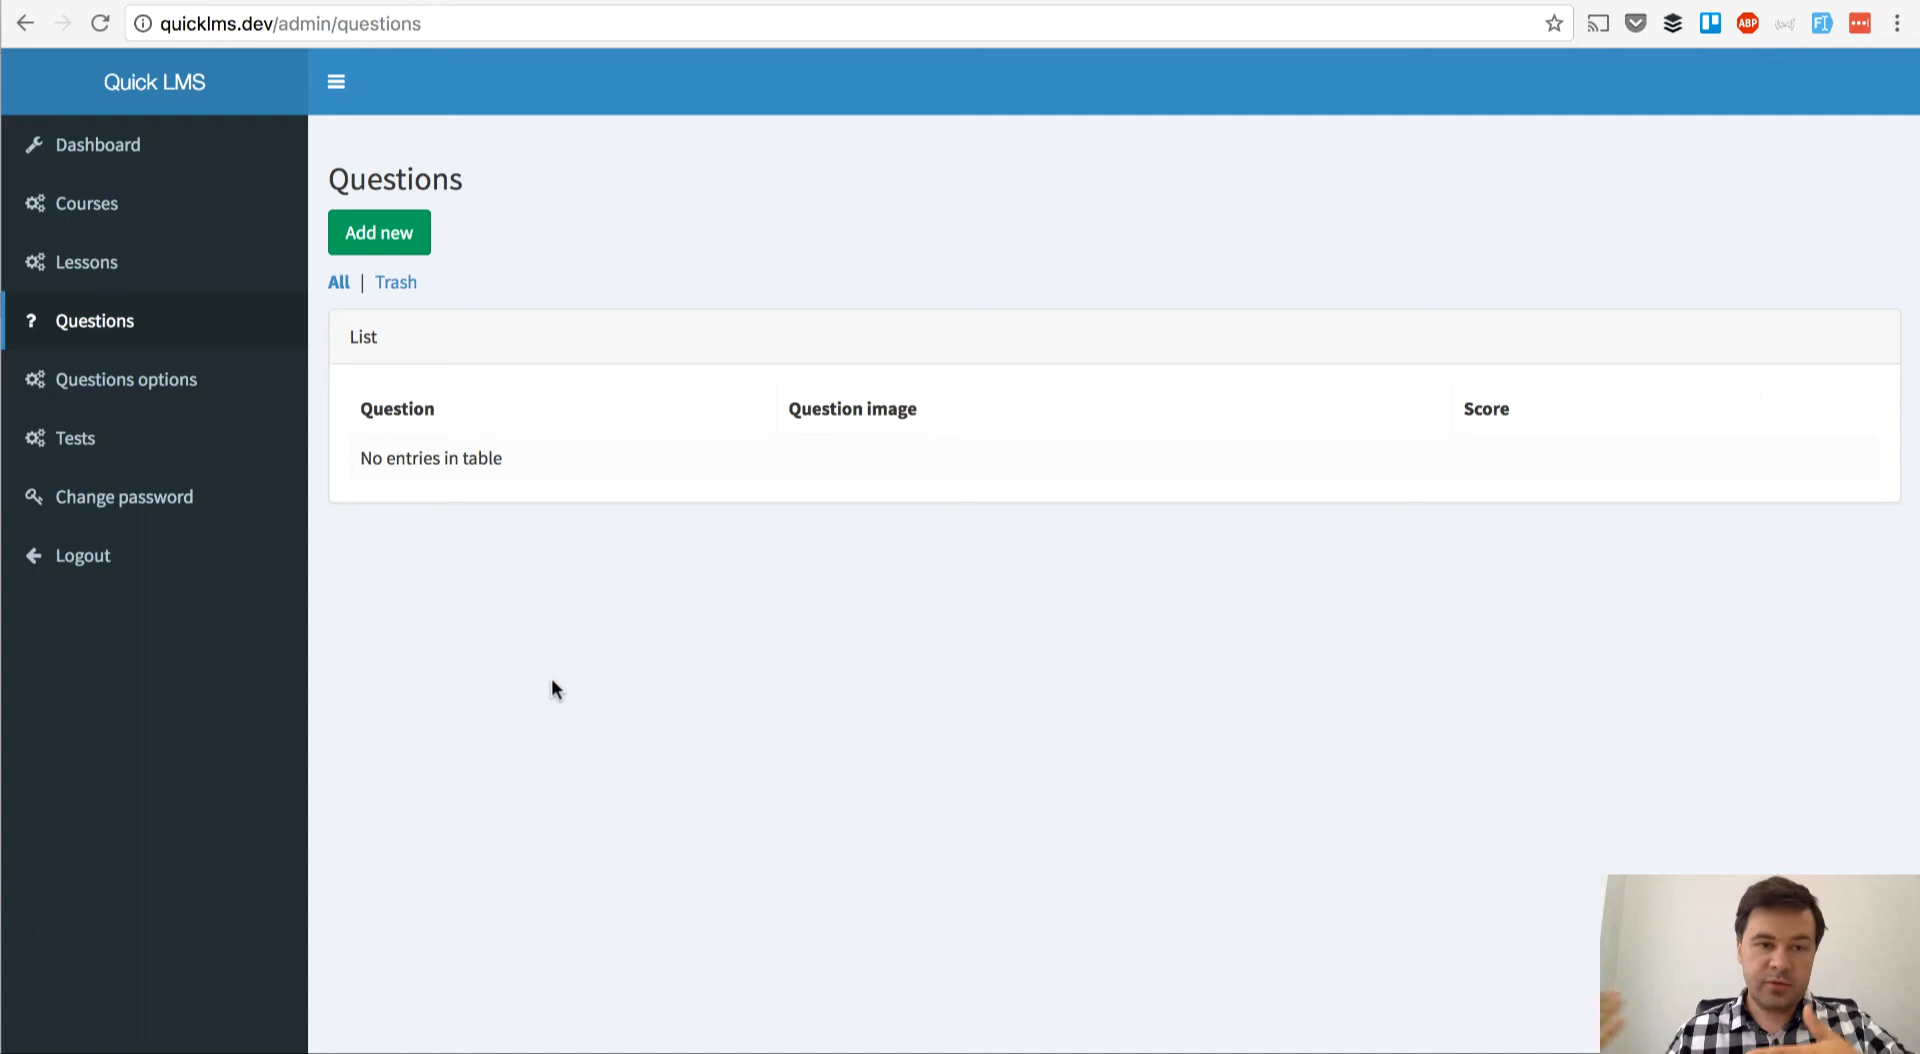 quicklms.dev/admin/questions
ABP
Quick LMS
Dashboard
Courses
Lessons
Questions
Questions options
Tests
Change password
Logout
Questions
Add new
All | Trash
List
Question Question image Score
No entries in table